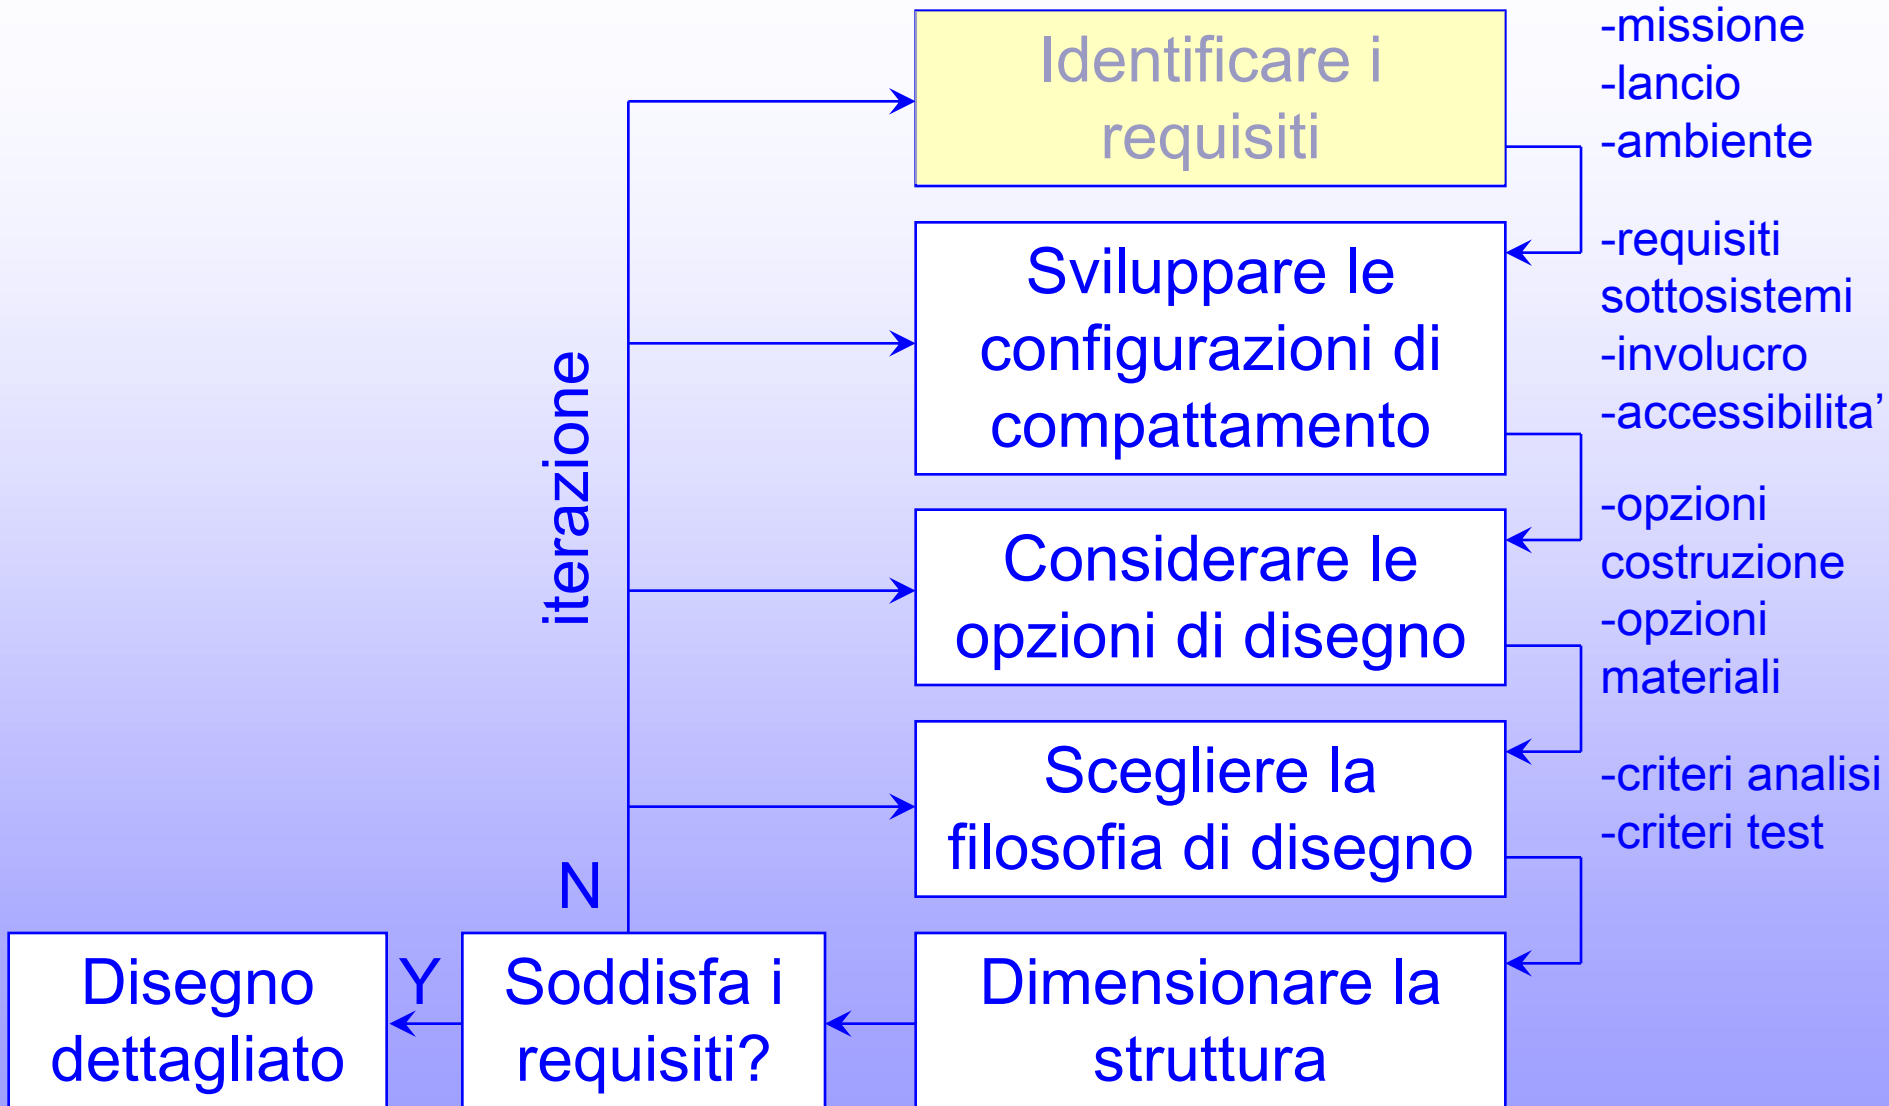 Identificare i
requisiti
-missione
-lancio
-ambiente
Sviluppare le
configurazioni di
compattamento
-requisiti
sottosistemi
-involucro
-accessibilita’
iterazione
Considerare le
opzioni di disegno
-opzioni
costruzione
-opzioni
materiali
Scegliere la
filosofia di disegno
-criteri analisi
-criteri test
N
Disegno
dettagliato
Y
Soddisfa i
requisiti?
Dimensionare la
struttura